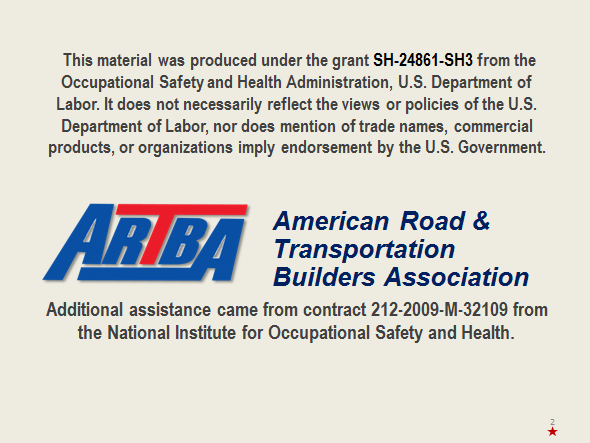 This material was produced under the grant SH-24861-SH3 from the
Occupational Safety and Health Administration, U.S. Department of
Labor. It does not necessarily reflect the views or policies of the U.S.
Department of Labor, nor does mention of trade names, commercial
products, or organizations imply endorsement by the U.S. Government.
ARTBA
American Road &
Transportation
Builders Association
Additional assistance came from contract 212-2009-M-32109 from
the National Institute for Occupational Safety and Health.
2